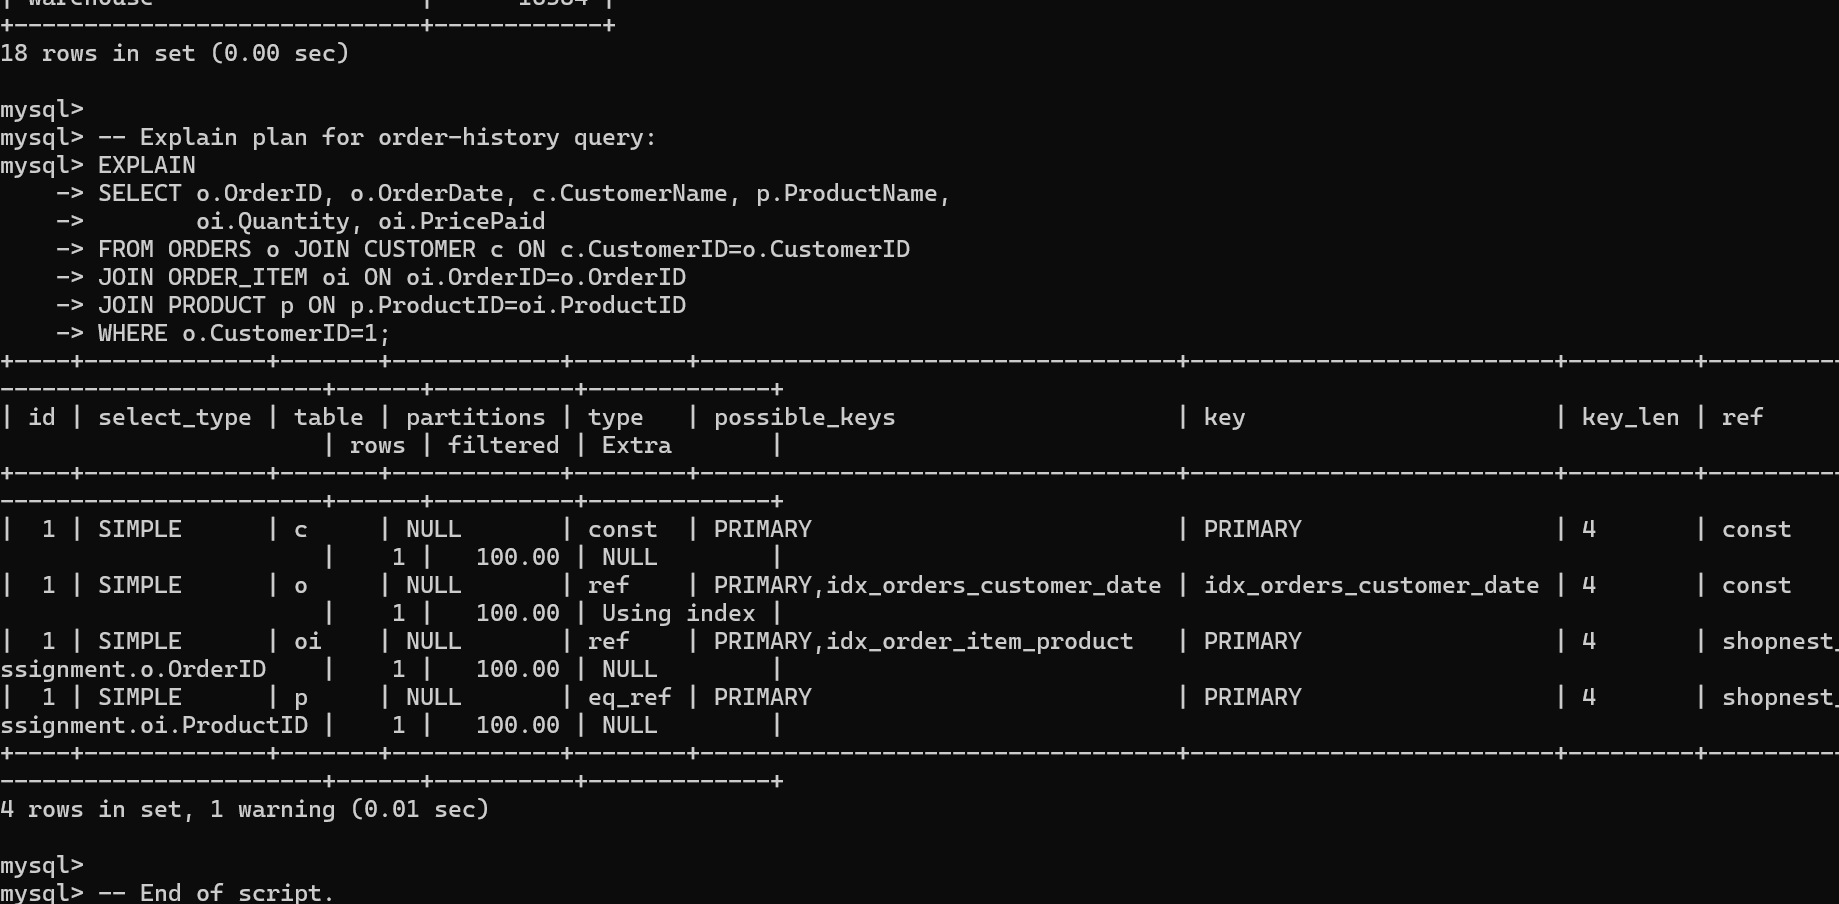 | warehouse                   |      16384 |
+-----------------------------+------------+
18 rows in set (0.00 sec)
mysql>
mysql> -- Explain plan for order-history query:
mysql> EXPLAIN
    -> SELECT o.OrderID, o.OrderDate, c.CustomerName, p.ProductName,
    ->        oi.Quantity, oi.PricePaid
    -> FROM ORDERS o JOIN CUSTOMER c ON c.CustomerID=o.CustomerID
    -> JOIN ORDER_ITEM oi ON oi.OrderID=o.OrderID
    -> JOIN PRODUCT p ON p.ProductID=oi.ProductID
    -> WHERE o.CustomerID=1;
+----+-------------+-------+------------+--------+----------------------------------+--------------------------+---------+----------
-----------------------+------+----------+-------------+
| id | select_type | table | partitions | type   | possible_keys                    | key                      | key_len | ref
                       | rows | filtered | Extra       |
+----+-------------+-------+------------+--------+----------------------------------+--------------------------+---------+----------
-----------------------+------+----------+-------------+
|  1 | SIMPLE      | c     | NULL       | const  | PRIMARY                          | PRIMARY                  | 4       | const
                       |    1 |   100.00 | NULL        |
|  1 | SIMPLE      | o     | NULL       | ref    | PRIMARY,idx_orders_customer_date | idx_orders_customer_date | 4       | const
                       |    1 |   100.00 | Using index |
|  1 | SIMPLE      | oi    | NULL       | ref    | PRIMARY,idx_order_item_product   | PRIMARY                  | 4       | shopnest_
ssignment.o.OrderID    |    1 |   100.00 | NULL        |
|  1 | SIMPLE      | p     | NULL       | eq_ref | PRIMARY                          | PRIMARY                  | 4       | shopnest_
ssignment.oi.ProductID |    1 |   100.00 | NULL        |
+----+-------------+-------+------------+--------+----------------------------------+--------------------------+---------+----------
-----------------------+------+----------+-------------+
4 rows in set, 1 warning (0.01 sec)
mysql>
mysql> -- End of script.